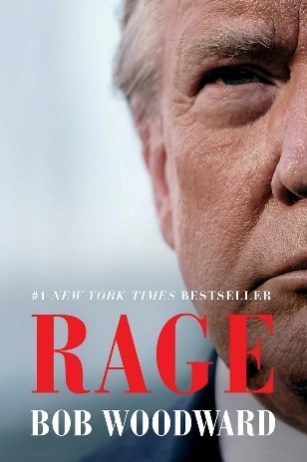 #1 NEW YORK TIMES BESTSELLER
RAGE
BOB WOODWARD